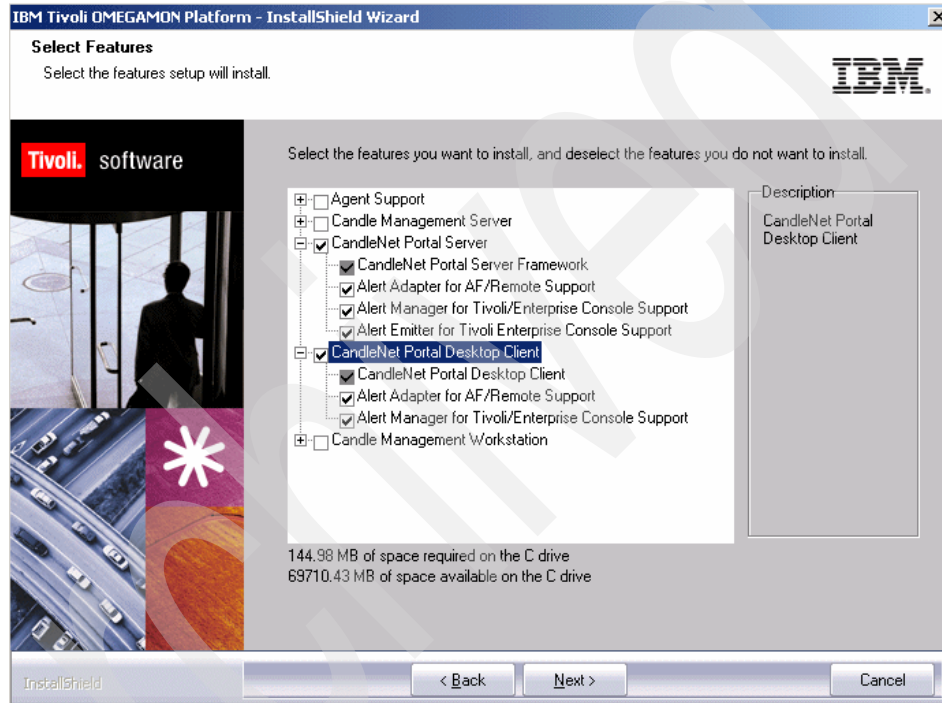 IBM Tivoli OMEGAMON Platform - InstallShield Wizard
Select Features
Select the features setup will install.
IBM.
Tivoli. software
Select the features you want to install, and deselect the features you do not want to install.
Agent Support
Candle Management Server
CandleNet Portal Server
CandleNet Portal Server Framework
Alert Adapter for AF/Remote Support
Alert Manager for Tivoli/Enterprise Console Support
Alert Emitter for Tivoli Enterprise Console Support
CandleNet Portal Desktop Client
CandleNet Portal Desktop Client
Alert Adapter for AF/Remote Support
Alert Manager for Tivoli/Enterprise Console Support
Candle Management Workstation
Description
CandleNet Portal
Desktop Client
144.98 MB of space required on the C drive
69710.43 MB of space available on the C drive
InstallShield
< Back
Next >
Cancel